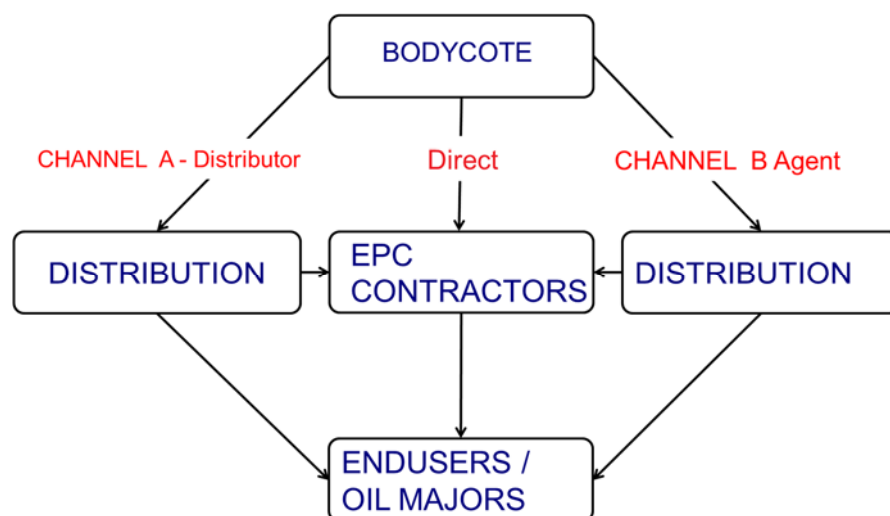 BODYCOTE
CHANNEL A - Distributor
Direct
CHANNEL B Agent
DISTRIBUTION
EPC
CONTRACTORS
DISTRIBUTION
ENDUSERS /
OIL MAJORS